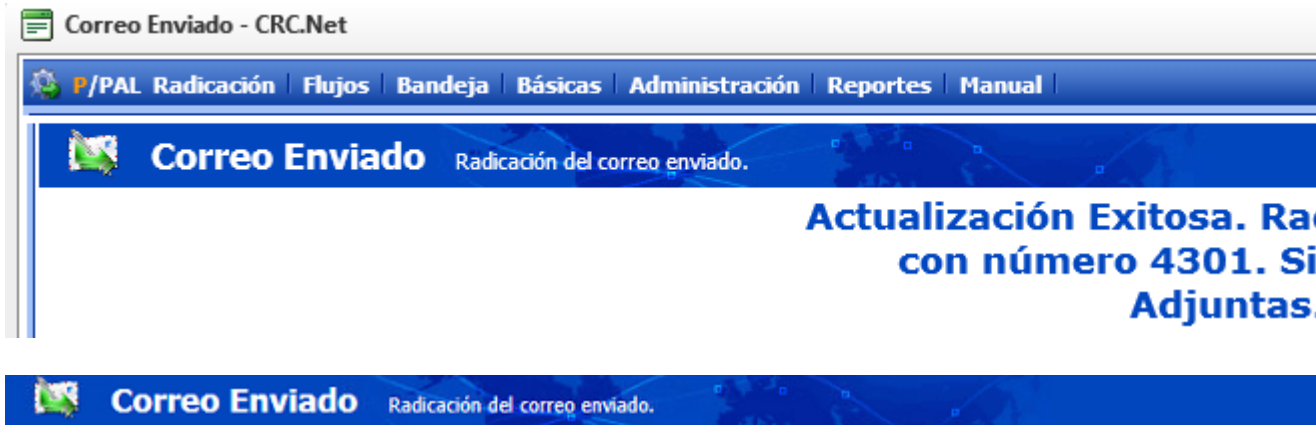 Correo Enviado - CRC.Net
P/PAL Radicación Flujos Bandeja Básicas Administración Reportes Manual
Correo Enviado Radicación del correo enviado.
Actualización Exitosa.
con número 4301.
Adjuntas.
Correo Enviado Radicación del correo enviado.